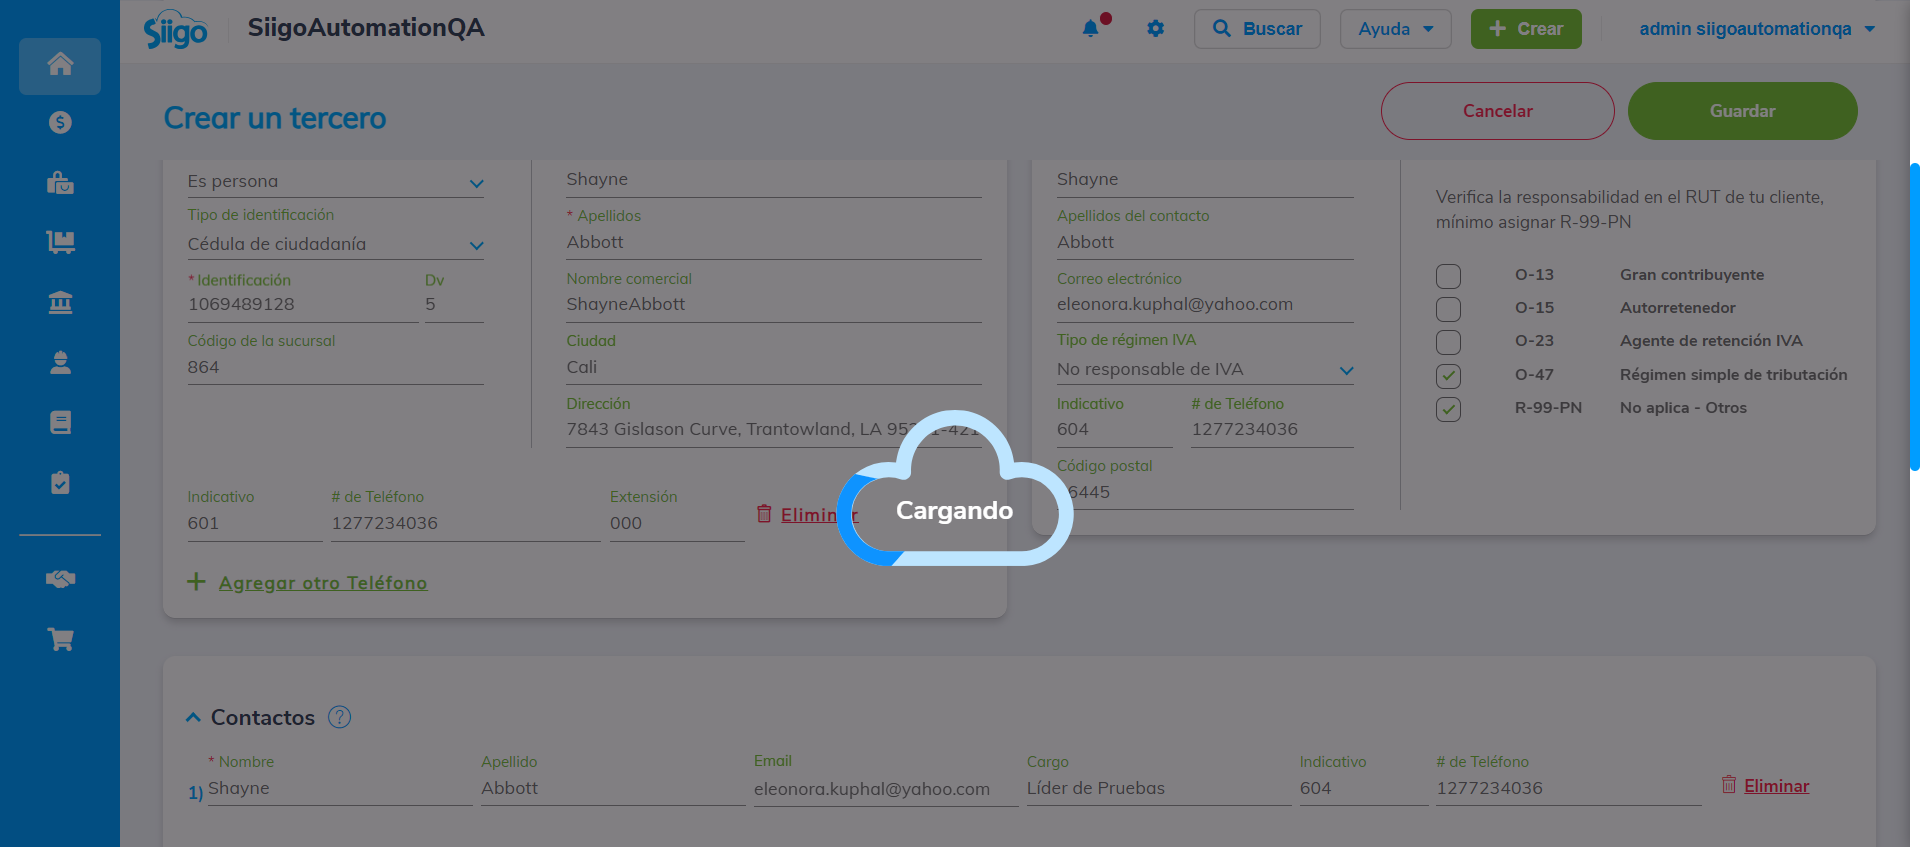 Siigo
SiigoAutomationQA
Buscar
Ayuda
Crear
admin siigoautomationqa
Crear un tercero
Cancelar
Guardar
Es persona
Tipo de identificación
Cédula de ciudadanía
* Identificación
Dv
1069489128
5
Código de la sucursal
864
Shayne
* Apellidos
Abbott
Nombre comercial
ShayneAbbott
Ciudad
Cali
Dirección
7843 Gislason Curve, Trantowland, LA
Indicativo
# de Teléfono
Extensión
601
1277234036
000
Eliminar
Agregar otro Teléfono
Shayne
Apellidos del contacto
Abbott
Correo electrónico
eleonora.kuphal@yahoo.com
Tipo de régimen IVA
No responsable de IVA
Indicativo
# de Teléfono
604
1277234036
Código postal
Verifica la responsabilidad en el RUT de tu cliente,
mínimo asignar R-99-PN
O-13 Gran contribuyente
O-15 Autorretenedor
O-23 Agente de retención IVA
O-47 Régimen simple de tributación
R-99-PN No aplica - Otros
Cargando
Contactos ?
* Nombre
Apellido
Email
Cargo
Indicativo
# de Teléfono
1) Shayne
Abbott
eleonora.kuphal@yahoo.com
Líder de Pruebas
604
1277234036
Eliminar